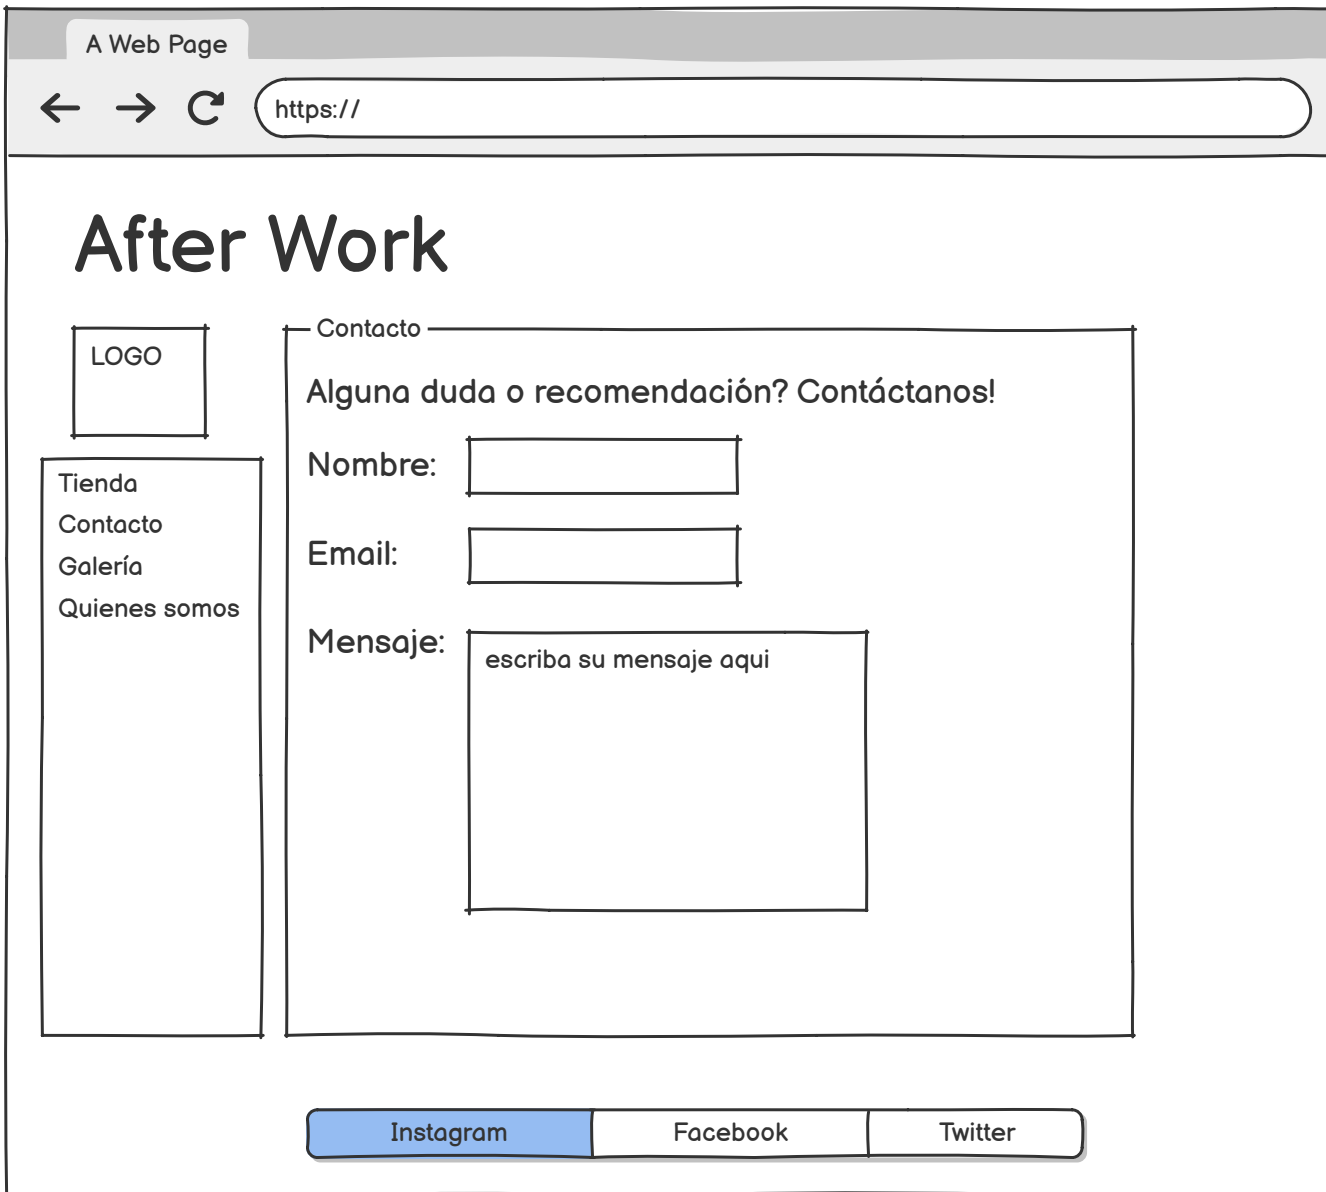 A Web Page
https://
After Work
LOGO
Tienda
Contacto
Galería
Quienes somos
Contacto
Alguna duda o recomendación? Contáctanos!
Nombre:
Email:
Mensaje:
escriba su mensaje aqui
Instagram
Facebook
Twitter